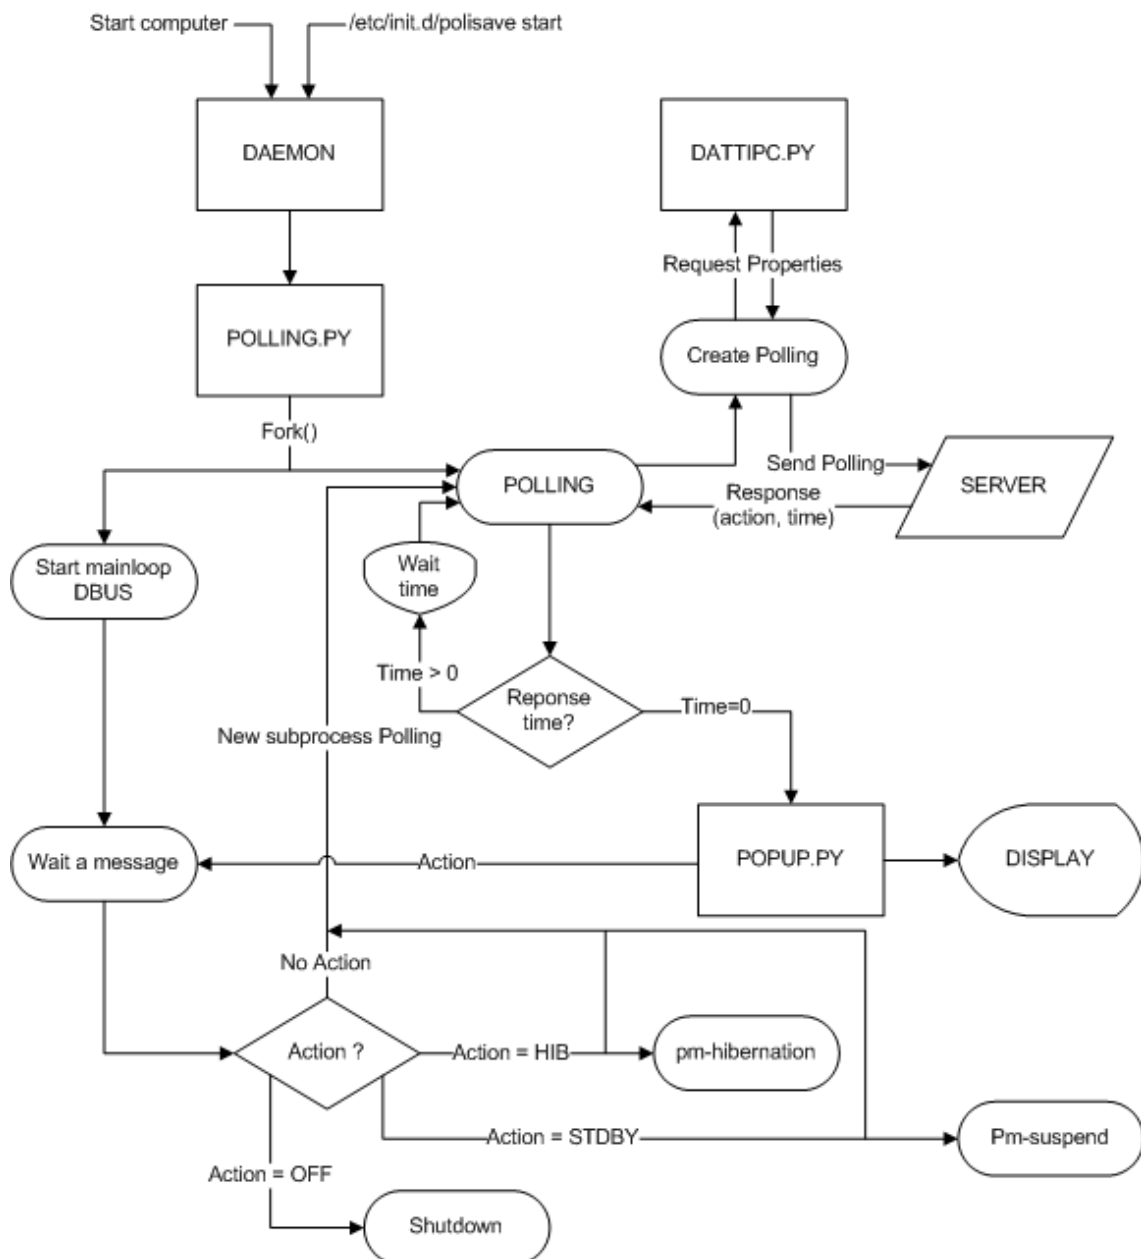 Start computer
/etc/init.d/polisave start
DAEMON
DATTIPC.PY
Request Properties
POLLING.PY
Create Polling
Fork()
Send Polling
POLLING
SERVER
Response
(action, time)
Wait
time
Start mainloop
DBUS
Time > 0
Reponse
time?
Time=0
New subprocess Polling
Wait a message
Action
POPUP.PY
DISPLAY
No Action
Action ?
Action = HIB
pm-hibernation
Action = STDBY
Pm-suspend
Action = OFF
Shutdown